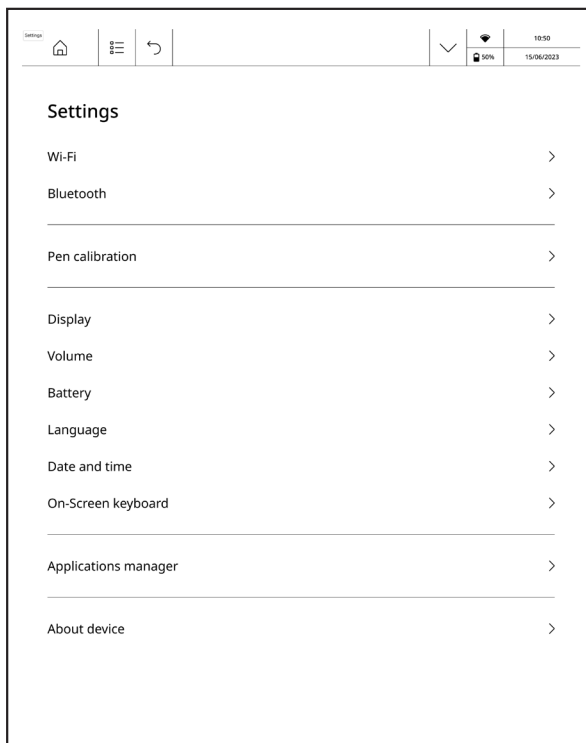 Settings
10:50
50%
15/06/2023
Settings
Wi-Fi
Bluetooth
Pen calibration
Display
Volume
Battery
Language
Date and time
On-Screen keyboard
Applications manager
About device